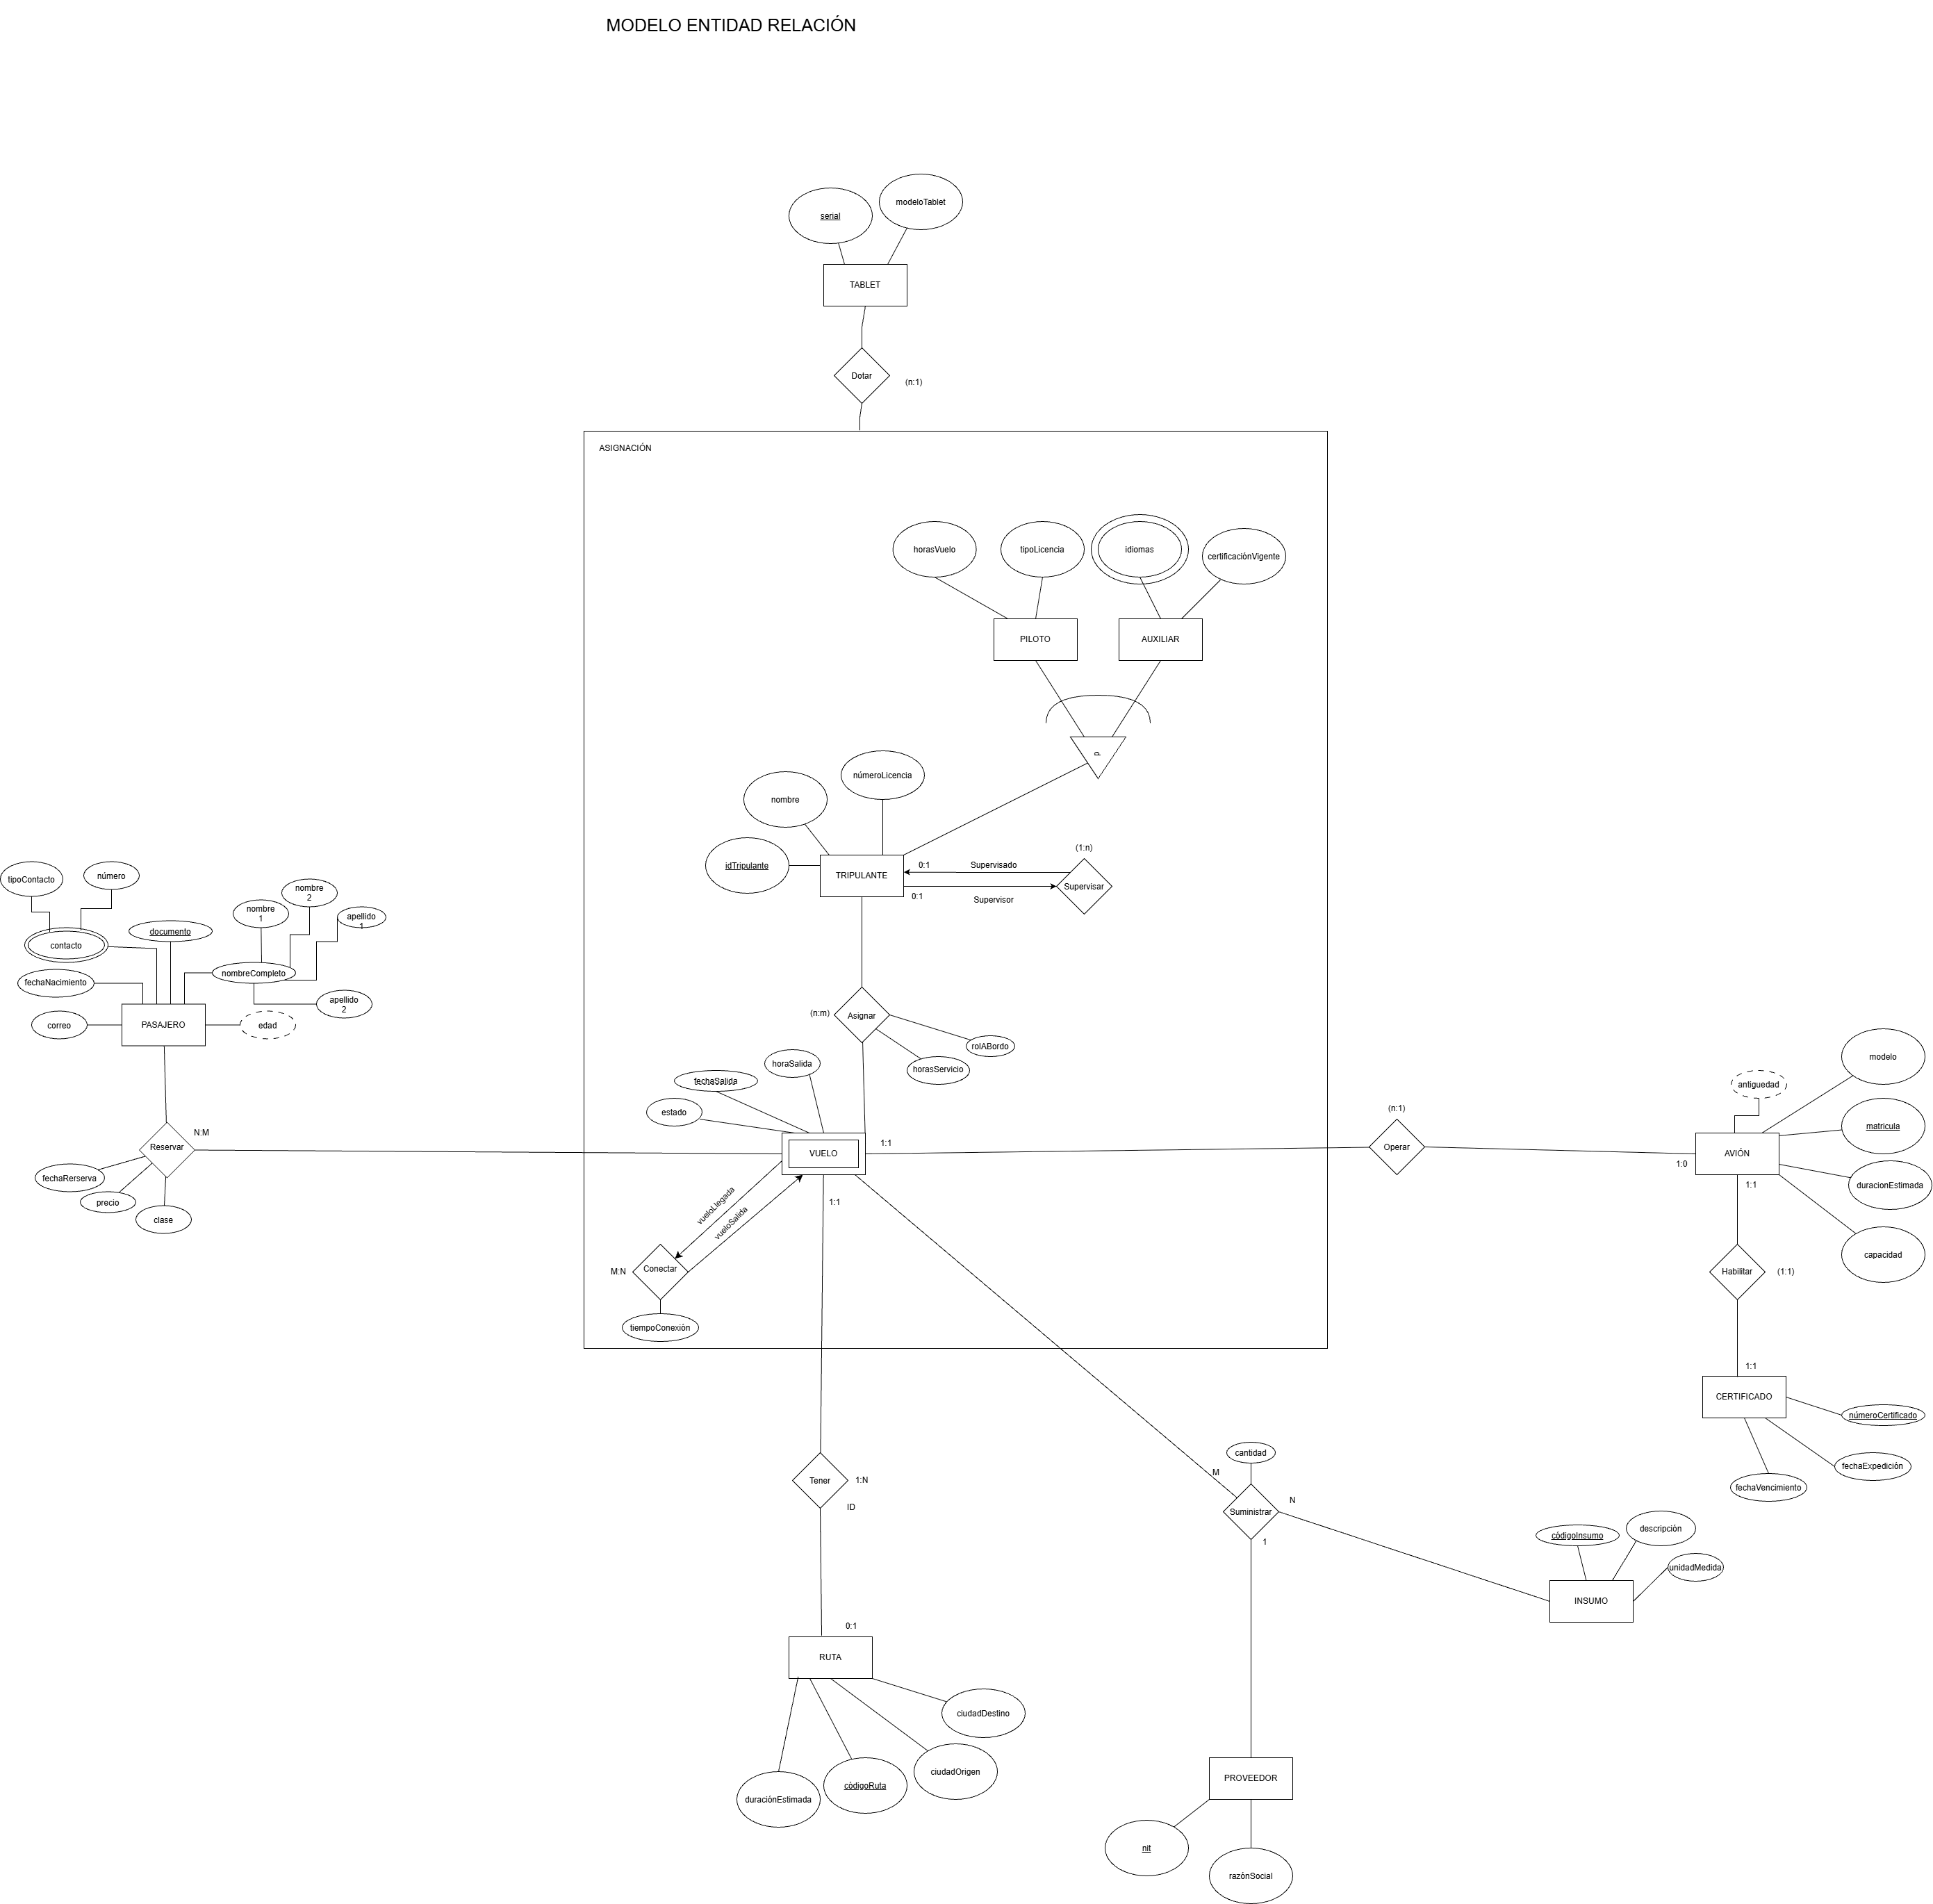 MODELO ENTIDAD RELACIÓN
serial
modeloTablet
TABLET
Dotar
(n:1)
ASIGNACIÓN
horasVuelo
tipoLicencia
idiomas
certificaciónVigente
PILOTO
AUXILIAR
d
nombre
númeroLicencia
idTripulante
TRIPULANTE
0:1
Supervisado
(1:n)
Supervisar
0:1
Supervisor
tipoContacto
número
nombre
1
nombre
2
apellido
1
contacto
documento
nombreCompleto
fechaNacimiento
apellido
2
correo
PASAJERO
edad
(n:m)
Asignar
rolABordo
horasServicio
horaSalida
fechaSalida
estado
VUELO
1:1
N:M
Reservar
fechaRerserva
precio
clase
vueloLlegada
vueloSalida
1:1
M:N
Conectar
tiempoConexión
(n:1)
Operar
1:0
AVIÓN
modelo
antiguedad
matricula
duracionEstimada
capacidad
1:1
Habilitar
(1:1)
1:1
CERTIFICADO
númeroCertificado
fechaExpedición
fechaVencimiento
Tener
1:N
ID
0:1
RUTA
ciudadDestino
ciudadOrigen
códigoRuta
duraciónEstimada
cantidad
M
N
Suministrar
1
códigoInsumo
descripción
unidadMedida
INSUMO
PROVEEDOR
nit
razónSocial